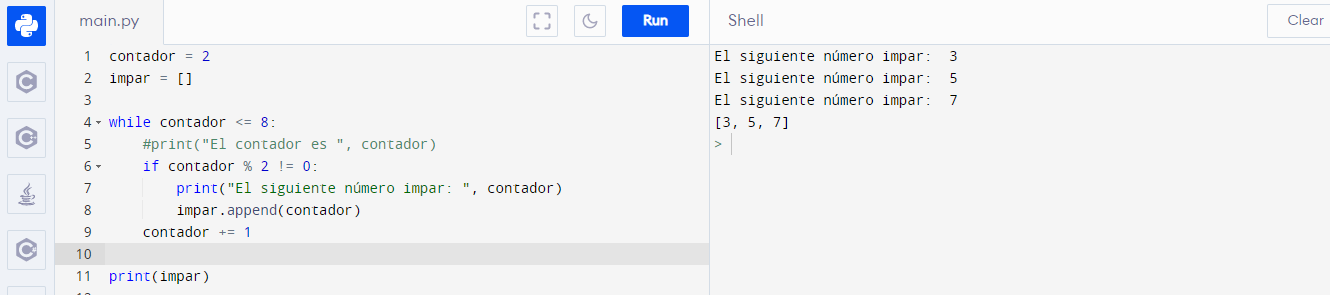 main.py
Run
Shell
Clear
1 contador = 2
2 impar = []
3
4 while contador <= 8:
5 #print("El contador es ", contador)
6 if contador % 2 != 0:
7 print("El siguiente número impar: ", contador)
8 impar.append(contador)
9 contador += 1
10
11 print(impar)
El siguiente número impar:  3
El siguiente número impar:  5
El siguiente número impar:  7
[3, 5, 7]
>